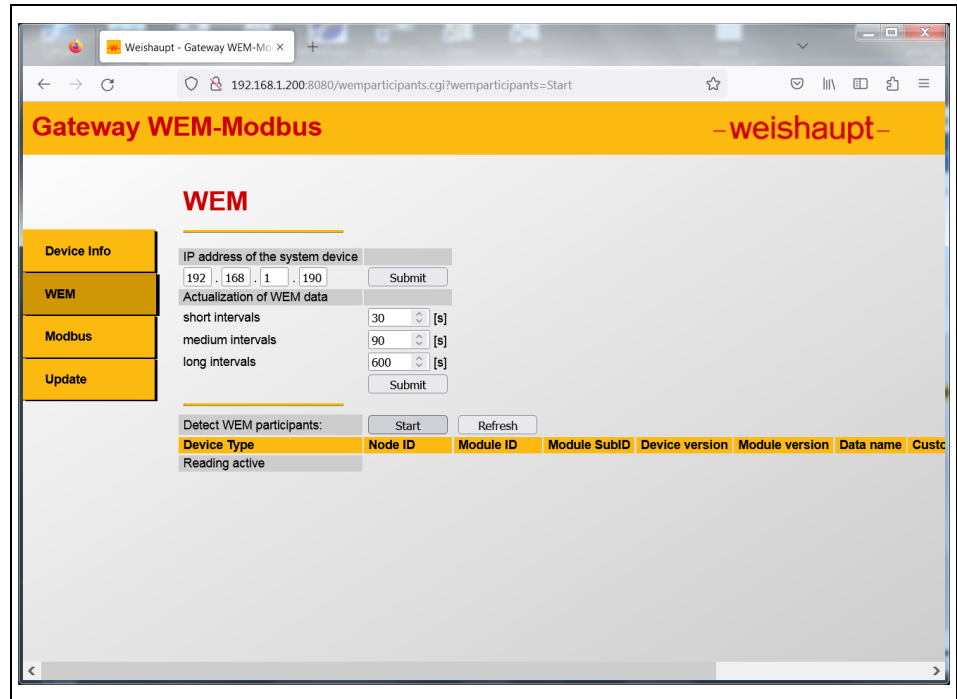 Weishaupt - Gateway WEM-Mo
192.168.1.200:8080/wemparticipants.cgi?wemparticipants=Start
Gateway WEM-Modbus
-weishaupt-
WEM
Device Info
WEM
Modbus
Update
IP address of the system device
192 . 168 . 1 . 190 Submit
Actualization of WEM data
short intervals 30 [s]
medium intervals 90 [s]
long intervals 600 [s]
Submit
Detect WEM participants: Start Refresh
Device Type Node ID Module ID Module SubID Device version Module version Data name Custo
Reading active